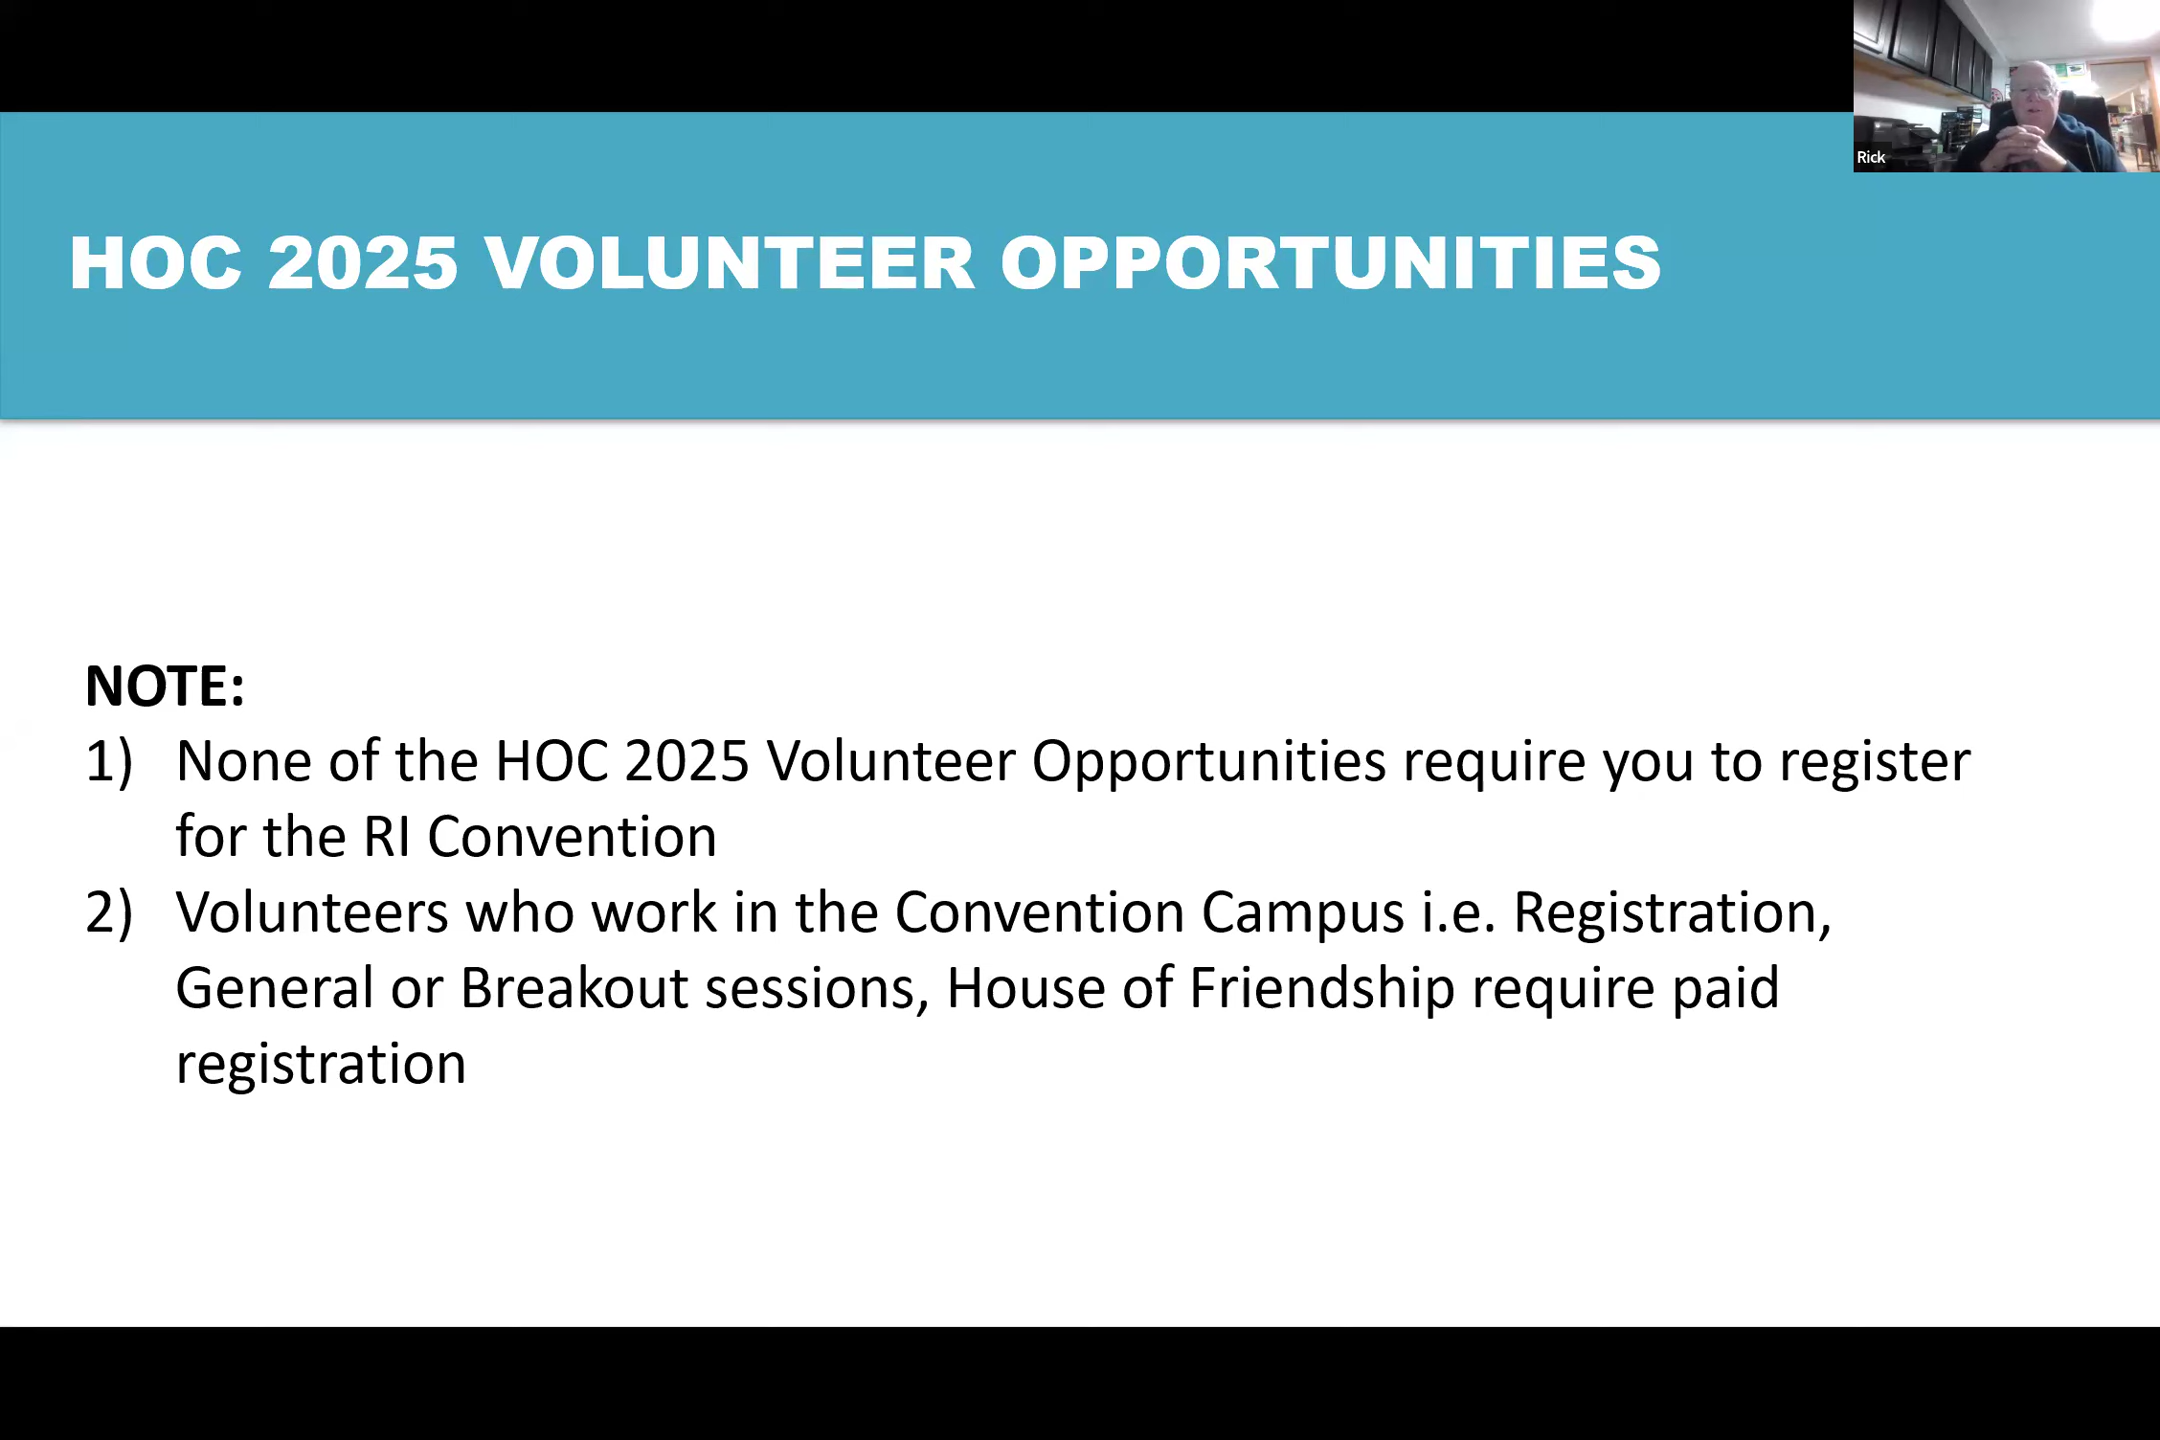 Rick
HOC 2025 VOLUNTEER OPPORTUNITIES
NOTE:
1) None of the HOC 2025 Volunteer Opportunities require you to register
for the RI Convention
2) Volunteers who work in the Convention Campus i.e. Registration,
General or Breakout sessions, House of Friendship require paid
registration